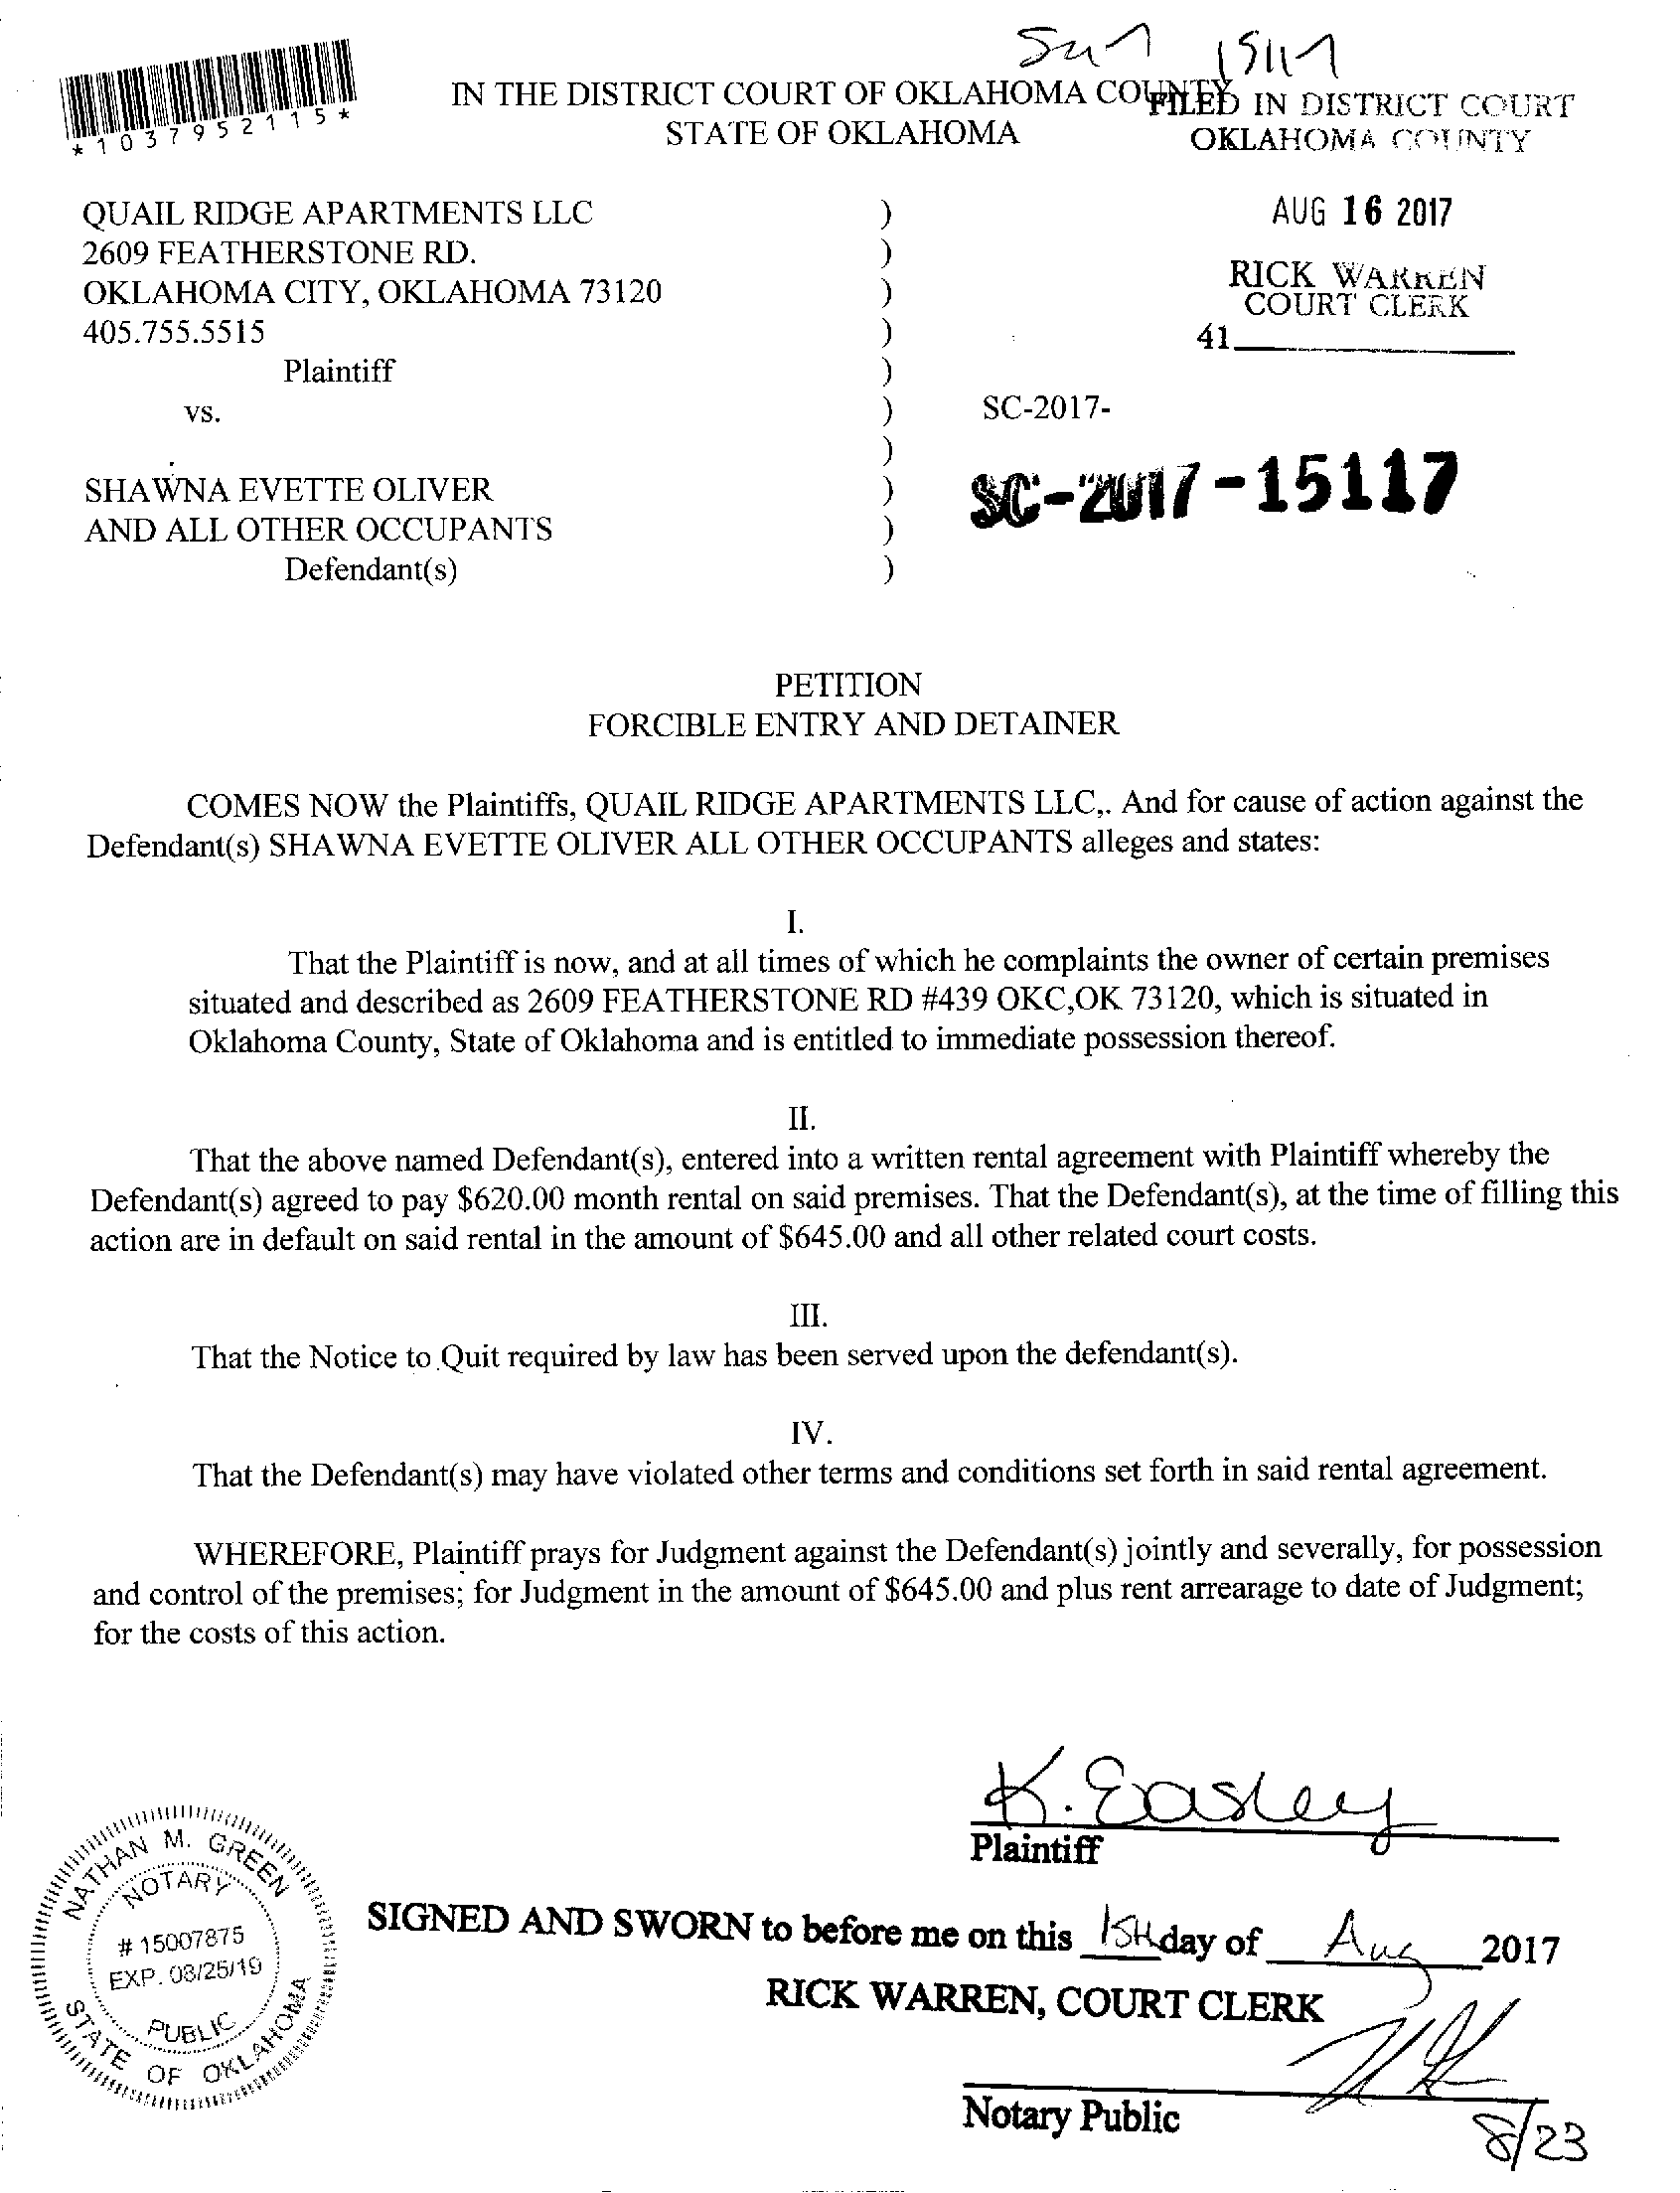 IN THE DISTRICT COURT OF OKLAHOMA COUNTY
STATE OF OKLAHOMA
*1037952115*
15117
FILED IN DISTRICT COURT
OKLAHOMA COUNTY
AUG 16 2017
RICK WARREN
COURT CLERK
41
QUAIL RIDGE APARTMENTS LLC )
2609 FEATHERSTONE RD. )
OKLAHOMA CITY, OKLAHOMA 73120 )
405.755.5515 )
Plaintiff )
vs. ) SC-2017-
)
SC-2017-15117
SHAWNA EVETTE OLIVER )
AND ALL OTHER OCCUPANTS )
Defendant(s) )
PETITION
FORCIBLE ENTRY AND DETAINER
COMES NOW the Plaintiffs, QUAIL RIDGE APARTMENTS LLC,. And for cause of action against the
Defendant(s) SHAWNA EVETTE OLIVER ALL OTHER OCCUPANTS alleges and states:
I.
That the Plaintiff is now, and at all times of which he complaints the owner of certain premises
situated and described as 2609 FEATHERSTONE RD #439 OKC,OK 73120, which is situated in
Oklahoma County, State of Oklahoma and is entitled to immediate possession thereof.
II.
That the above named Defendant(s), entered into a written rental agreement with Plaintiff whereby the
Defendant(s) agreed to pay $620.00 month rental on said premises. That the Defendant(s), at the time of filling this
action are in default on said rental in the amount of $645.00 and all other related court costs.
III.
That the Notice to Quit required by law has been served upon the defendant(s).
IV.
That the Defendant(s) may have violated other terms and conditions set forth in said rental agreement.
WHEREFORE, Plaintiff prays for Judgment against the Defendant(s) jointly and severally, for possession
and control of the premises; for Judgment in the amount of $645.00 and plus rent arrearage to date of Judgment;
for the costs of this action.
K. Easley
Plaintiff
NATHAN M. GREEN
NOTARY
# 15007875
EXP. 08/25/19
PUBLIC
STATE OF OKLAHOMA
SIGNED AND SWORN to before me on this 15th day of Aug 2017
RICK WARREN, COURT CLERK
Notary Public
8/23